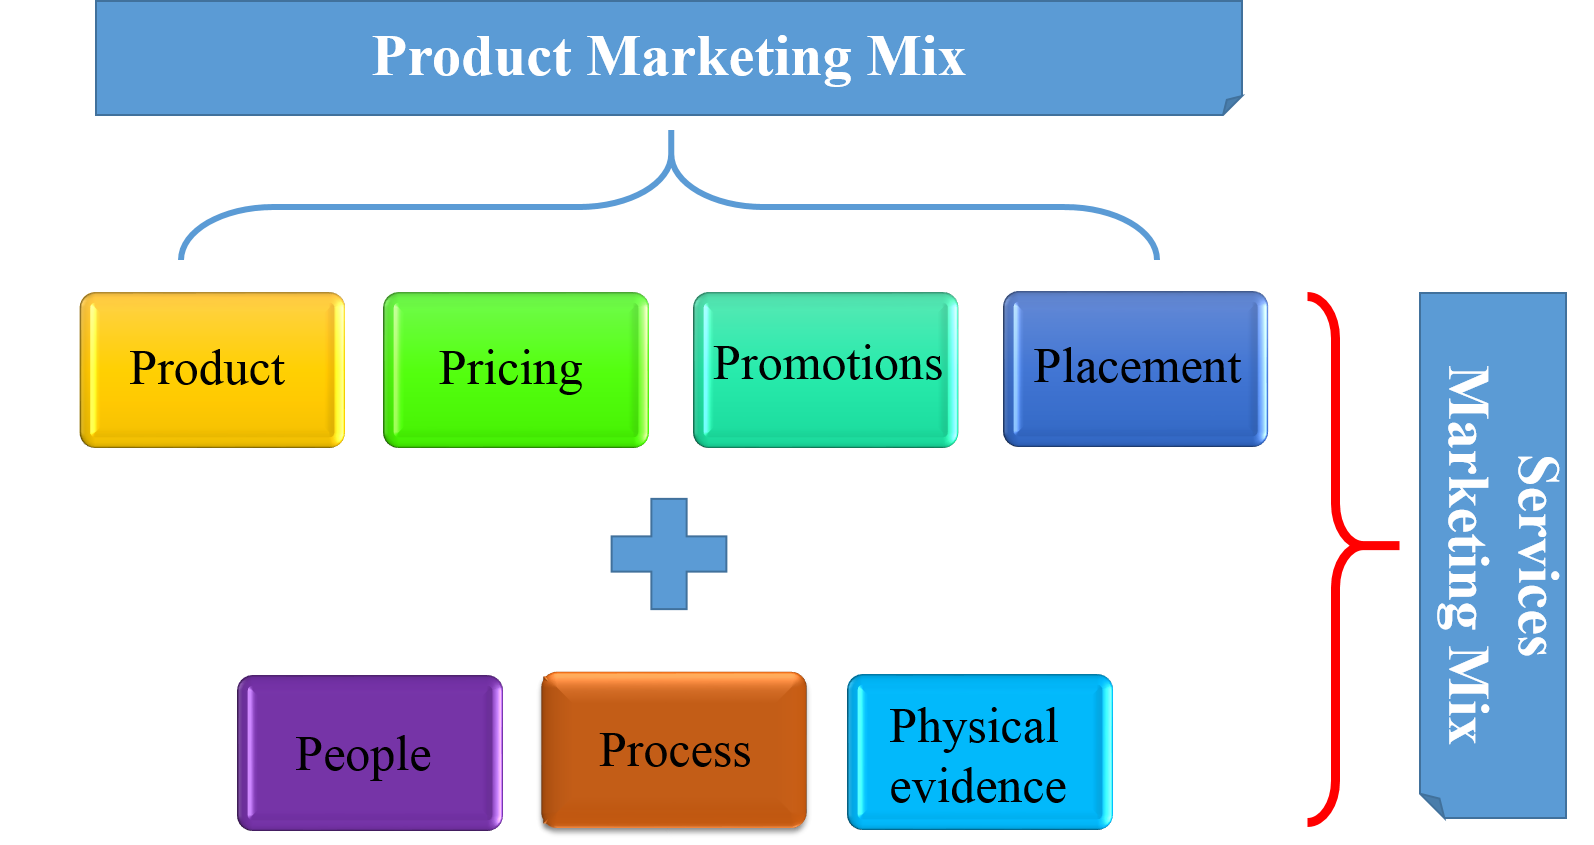 Product Marketing Mix
Product
Pricing
Promotions
Placement
Services
Marketing Mix
People
Process
Physical
evidence